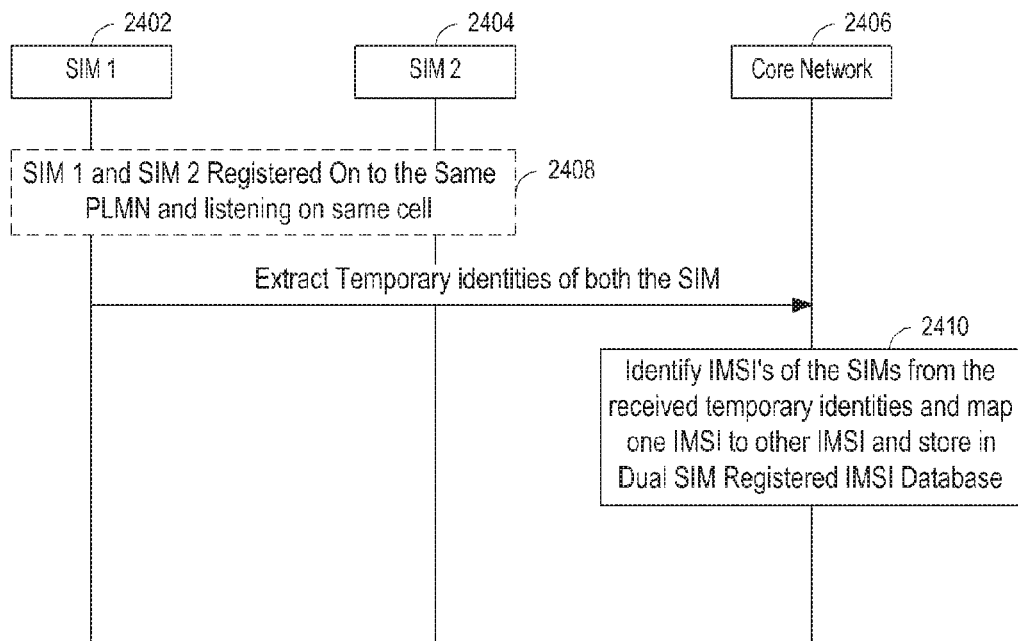 2402
2404
2406
SIM 1
SIM 2
Core Network
SIM 1 and SIM 2 Registered On to the Same
PLMN and listening on same cell
2408
Extract Temporary identities of both the SIM
2410
Identify IMSI's of the SIMs from the
received temporary identities and map
one IMSI to other IMSI and store in
Dual SIM Registered IMSI Database